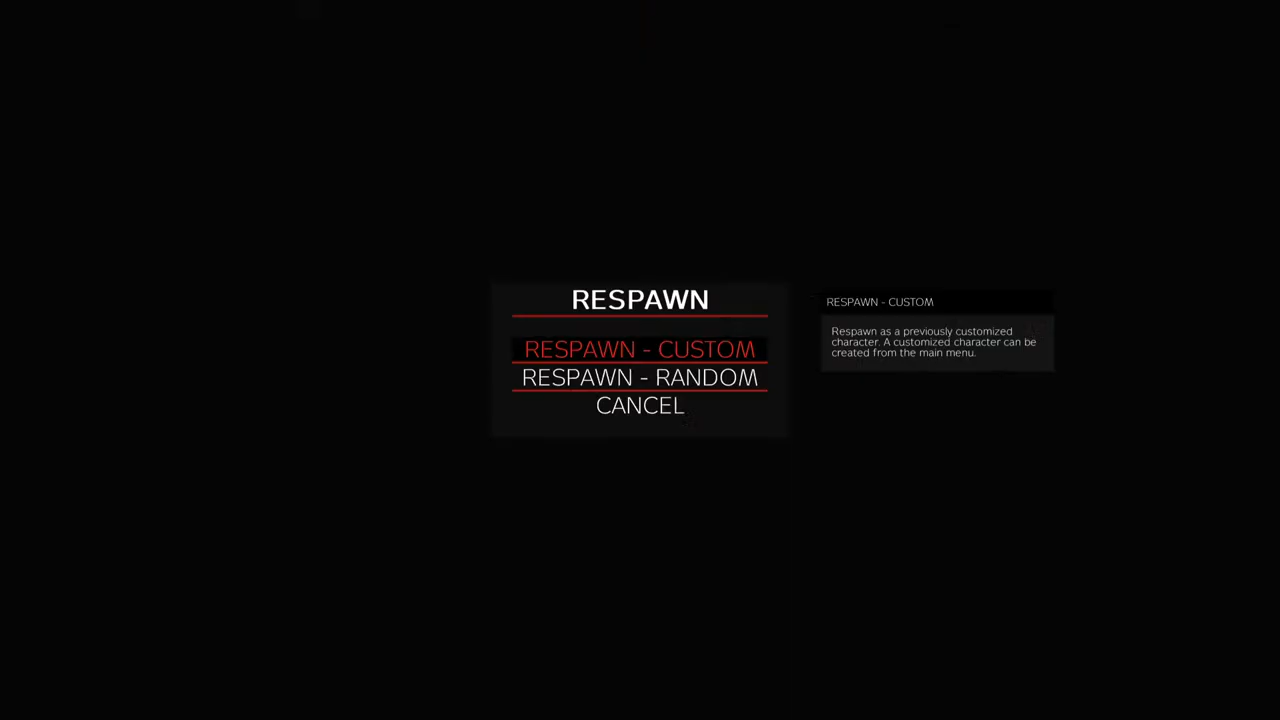 RESPAWN
RESPAWN - CUSTOM
RESPAWN - RANDOM
CANCEL
RESPAWN - CUSTOM
Respawn as a previously customized
character. A customized character can be
created from the main menu.